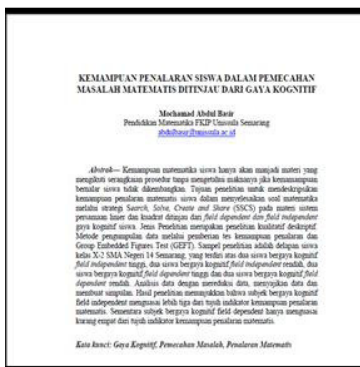 KEMAMPUAN PENALARAN SISWA DALAM PEMECAHAN
MASALAH MATEMATIS DITINJAU DARI GAYA KOGNITIF
Mochamad Abdul Basir
Pendidikan Matematika FKIP Unissula Semarang
abdulbasir@unissula.ac.id
Abstrak— Kemampuan matematika siswa hanya akan menjadi materi yang
mengikuti serangkaian prosedur tanpa mengetahui maknanya jika kemampuan
bernalar siswa tidak dikembangkan. Tujuan penelitian untuk mendeskripsikan
kemampuan penalaran matematis siswa dalam menyelesaikan soal matematika
melalui strategi Search, Solve, Create and Share (SSCS) pada materi sistem
persamaan linier dan kuadrat ditinjau dari field dependent dan field independent
gaya kognitif siswa. Jenis Penelitian merupakan penelitian kualitatif deskriptif.
Metode pengumpulan data melalui pemberian tes kemampuan penalaran dan
Group Embedded Figures Test (GEFT). Sampel penelitian adalah delapan siswa
kelas X-2 SMA Negeri 14 Semarang, yang terdiri atas dua siswa bergaya kognitif
field independent tinggi, dua siswa bergaya kognitif field independent rendah, dua
siswa bergaya kognitif field dependent tinggi dan dua siswa bergaya kognitif field
dependent rendah. Analisis data dengan mereduksi data, menyajikan data dan
membuat simpulan. Hasil penelitian menunjukkan bahwa subjek bergaya kognitif
field independent menguasai lebih tiga dari tujuh indikator kemampuan penalaran
matematis. Sementara subjek bergaya kognitif field dependent hanya menguasai
kurang empat dari tujuh indikator kemampuan penalaran matematis.
Kata kunci: Gaya Kognitif, Pemecahan Masalah, Penalaran Matematis